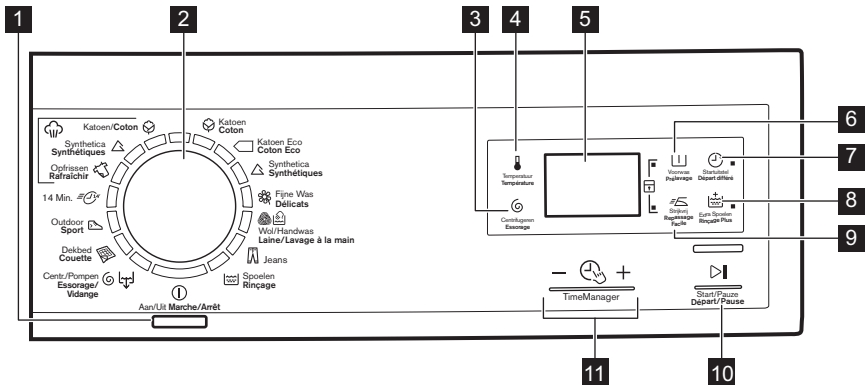 1
2
3
4
5
6
7
8
9
10
11
Katoen/Coton
Synthetica
Synthétiques
Opfrissen
Rafraîchir
14 Min.
Outdoor
Sport
Dekbed
Couette
Centr./Pompen
Essorage/
Vidange
Aan/Uit Marche/Arrêt
Katoen
Coton
Katoen Eco
Coton Eco
Synthetica
Synthétiques
Fijne Was
Délicats
Wol/Handwas
Laine/Lavage à la main
Jeans
Spoelen
Rinçage
Temperatuur
Température
Centrifugeren
Essorage
Voorwas
Prélavage
Startuitstel
Départ différé
Strijkvrij
Repassage
Facile
Extra Spoelen
Rinçage Plus
– +
TimeManager
Start/Pauze
Départ/Pause